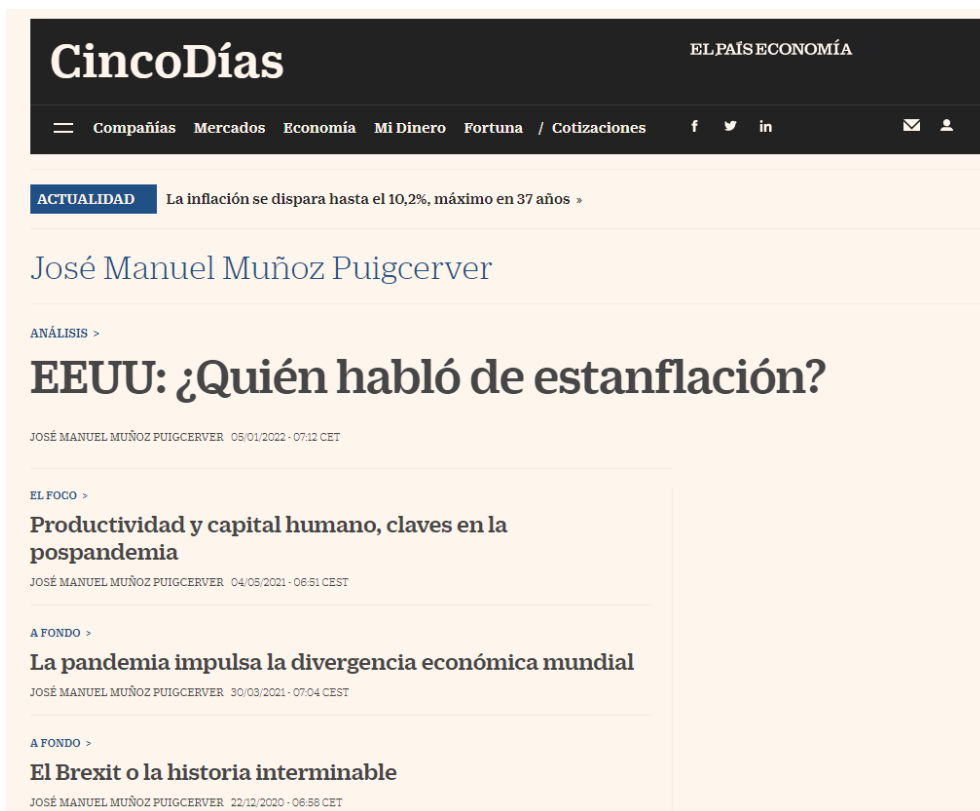 CincoDías
EL PAÍS ECONOMÍA
Compañías Mercados Economía Mi Dinero Fortuna / Cotizaciones
ACTUALIDAD La inflación se dispara hasta el 10,2%, máximo en 37 años »
José Manuel Muñoz Puigcerver
ANÁLISIS >
EEUU: ¿Quién habló de estanflación?
JOSÉ MANUEL MUÑOZ PUIGCERVER 05/01/2022 - 07:12 CET
EL FOCO >
Productividad y capital humano, claves en la
pospandemia
JOSÉ MANUEL MUÑOZ PUIGCERVER 04/05/2021 - 06:51 CEST
A FONDO >
La pandemia impulsa la divergencia económica mundial
JOSÉ MANUEL MUÑOZ PUIGCERVER 30/03/2021 - 07:04 CEST
A FONDO >
El Brexit o la historia interminable
JOSÉ MANUEL MUÑOZ PUIGCERVER 22/12/2020 - 06:58 CET